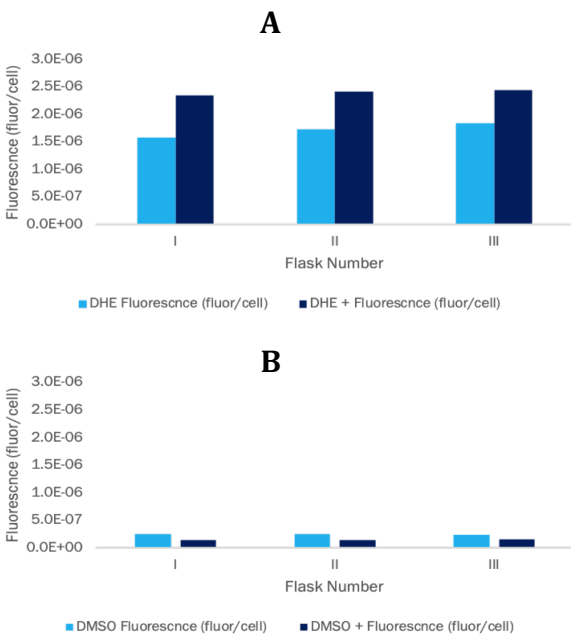 A
Fluorescnce (fluor/cell)
3.0E-06
2.5E-06
2.0E-06
1.5E-06
1.0E-06
5.0E-07
0.0E+00
I II III
Flask Number
DHE Fluorescnce (fluor/cell) DHE + Fluorescnce (fluor/cell)
B
Fluorescnce (fluor/cell)
3.0E-06
2.5E-06
2.0E-06
1.5E-06
1.0E-06
5.0E-07
0.0E+00
I II III
Flask Number
DMSO Fluorescnce (fluor/cell) DMSO + Fluorescnce (fluor/cell)